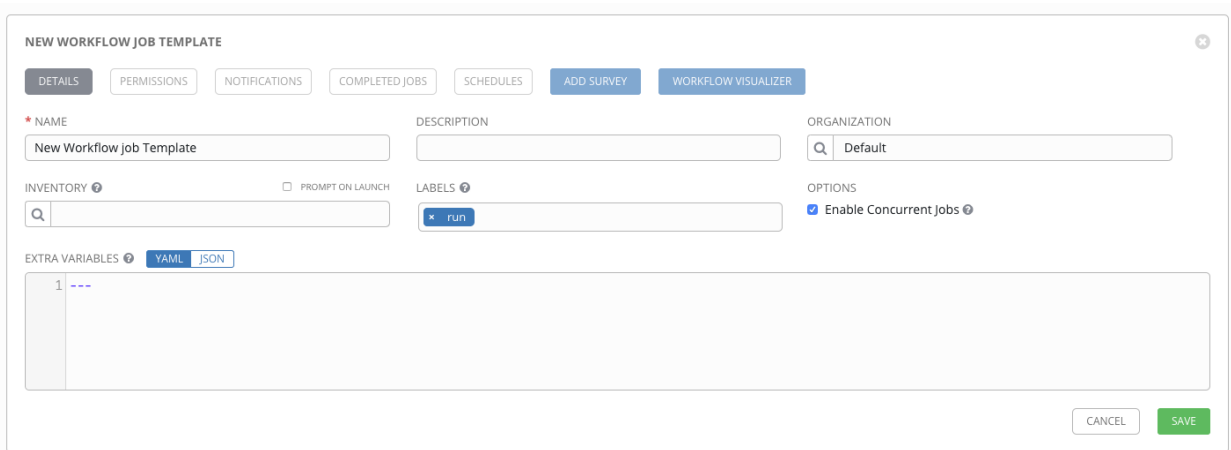 NEW WORKFLOW JOB TEMPLATE
DETAILS PERMISSIONS NOTIFICATIONS COMPLETED JOBS SCHEDULES ADD SURVEY WORKFLOW VISUALIZER
* NAME DESCRIPTION ORGANIZATION
New Workflow job Template Default
INVENTORY ? PROMPT ON LAUNCH LABELS ? OPTIONS
× run Enable Concurrent Jobs ?
EXTRA VARIABLES ? YAML JSON
1 ---
CANCEL SAVE